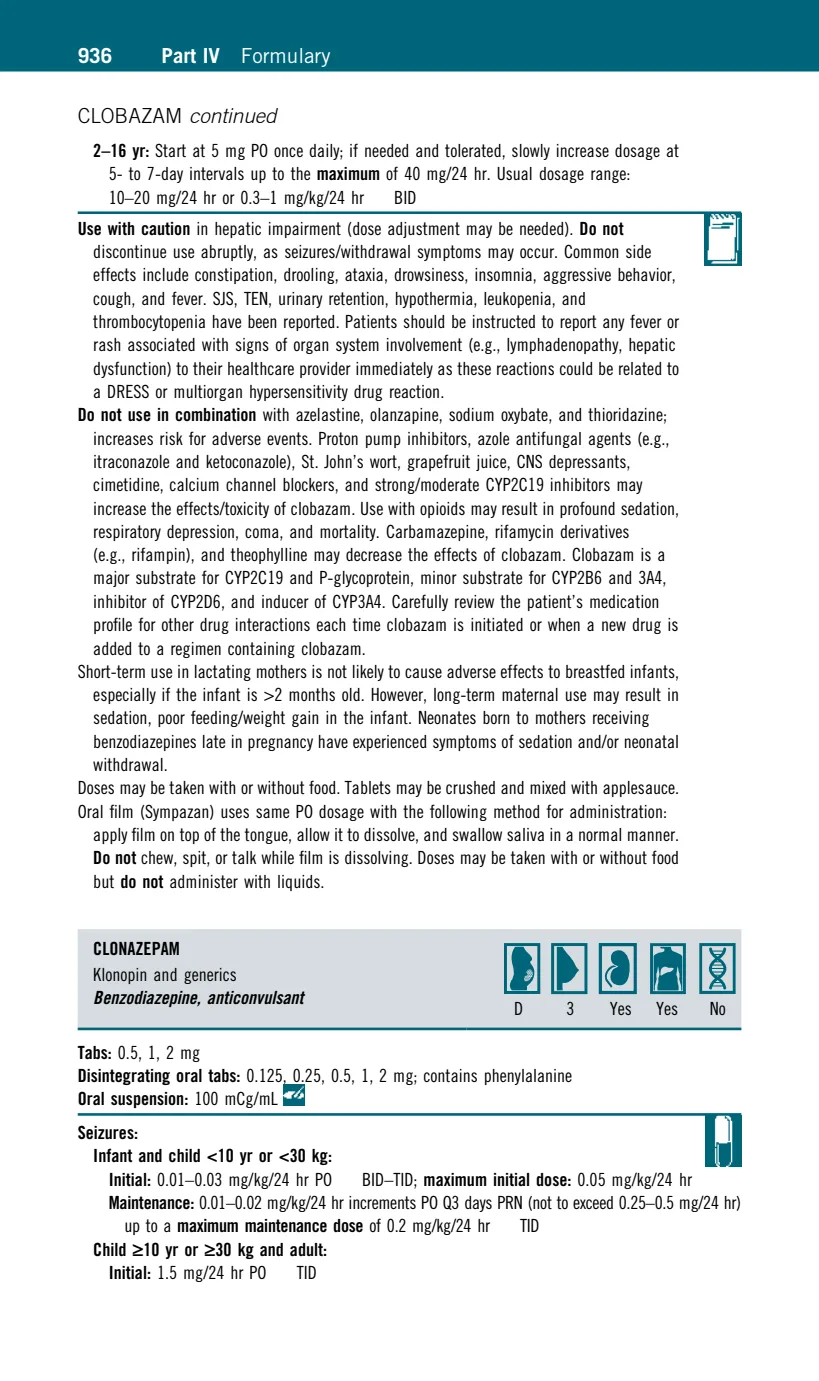 936 Part IV Formulary
CLOBAZAM continued
2–16 yr: Start at 5 mg PO once daily; if needed and tolerated, slowly increase dosage at
5- to 7-day intervals up to the maximum of 40 mg/24 hr. Usual dosage range:
10–20 mg/24 hr or 0.3–1 mg/kg/24 hr BID
Use with caution in hepatic impairment (dose adjustment may be needed). Do not
discontinue use abruptly, as seizures/withdrawal symptoms may occur. Common side
effects include constipation, drooling, ataxia, drowsiness, insomnia, aggressive behavior,
cough, and fever. SJS, TEN, urinary retention, hypothermia, leukopenia, and
thrombocytopenia have been reported. Patients should be instructed to report any fever or
rash associated with signs of organ system involvement (e.g., lymphadenopathy, hepatic
dysfunction) to their healthcare provider immediately as these reactions could be related to
a DRESS or multiorgan hypersensitivity drug reaction.
Do not use in combination with azelastine, olanzapine, sodium oxybate, and thioridazine;
increases risk for adverse events. Proton pump inhibitors, azole antifungal agents (e.g.,
itraconazole and ketoconazole), St. John's wort, grapefruit juice, CNS depressants,
cimetidine, calcium channel blockers, and strong/moderate CYP2C19 inhibitors may
increase the effects/toxicity of clobazam. Use with opioids may result in profound sedation,
respiratory depression, coma, and mortality. Carbamazepine, rifamycin derivatives
(e.g., rifampin), and theophylline may decrease the effects of clobazam. Clobazam is a
major substrate for CYP2C19 and P-glycoprotein, minor substrate for CYP2B6 and 3A4,
inhibitor of CYP2D6, and inducer of CYP3A4. Carefully review the patient's medication
profile for other drug interactions each time clobazam is initiated or when a new drug is
added to a regimen containing clobazam.
Short-term use in lactating mothers is not likely to cause adverse effects to breastfed infants,
especially if the infant is >2 months old. However, long-term maternal use may result in
sedation, poor feeding/weight gain in the infant. Neonates born to mothers receiving
benzodiazepines late in pregnancy have experienced symptoms of sedation and/or neonatal
withdrawal.
Doses may be taken with or without food. Tablets may be crushed and mixed with applesauce.
Oral film (Sympazan) uses same PO dosage with the following method for administration:
apply film on top of the tongue, allow it to dissolve, and swallow saliva in a normal manner.
Do not chew, spit, or talk while film is dissolving. Doses may be taken with or without food
but do not administer with liquids.
CLONAZEPAM
Klonopin and generics
Benzodiazepine, anticonvulsant
D 3 Yes Yes No
Tabs: 0.5, 1, 2 mg
Disintegrating oral tabs: 0.125, 0.25, 0.5, 1, 2 mg; contains phenylalanine
Oral suspension: 100 mCg/mL
Seizures:
Infant and child <10 yr or <30 kg:
Initial: 0.01–0.03 mg/kg/24 hr PO BID–TID; maximum initial dose: 0.05 mg/kg/24 hr
Maintenance: 0.01–0.02 mg/kg/24 hr increments PO Q3 days PRN (not to exceed 0.25–0.5 mg/24 hr)
up to a maximum maintenance dose of 0.2 mg/kg/24 hr TID
Child ≥10 yr or ≥30 kg and adult:
Initial: 1.5 mg/24 hr PO TID